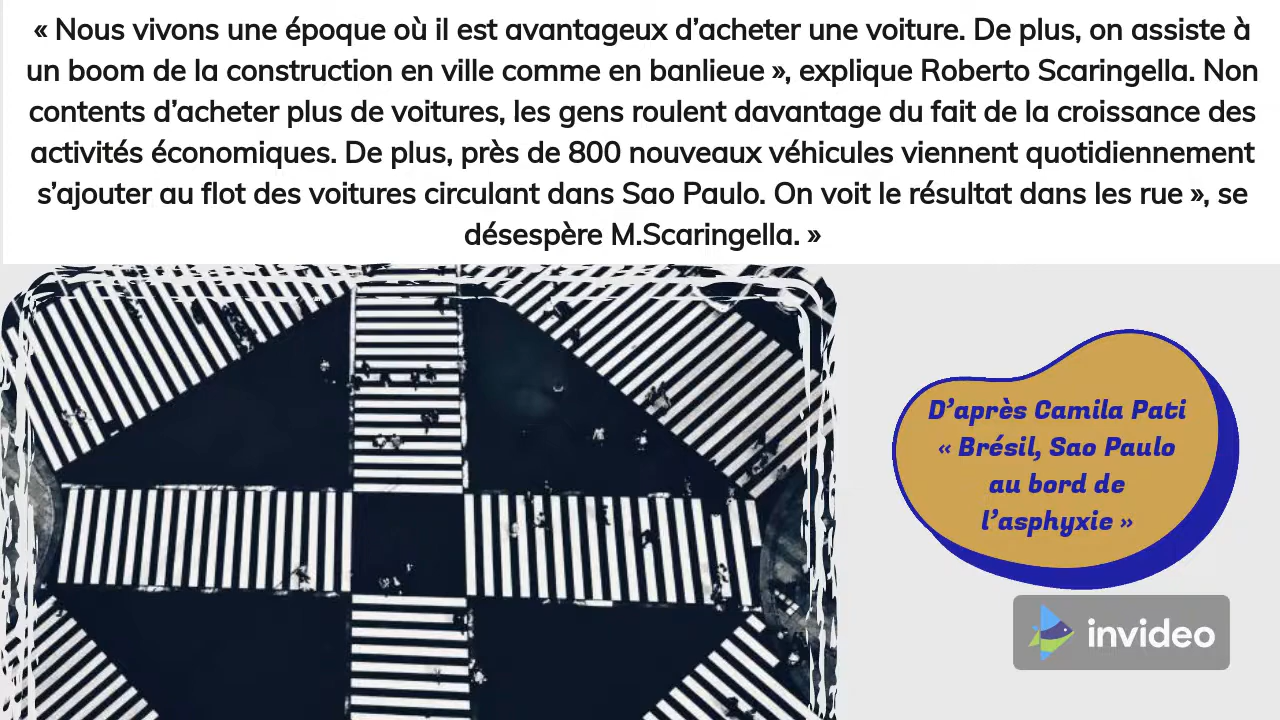 « Nous vivons une époque où il est avantageux d’acheter une voiture. De plus, on assiste à
un boom de la construction en ville comme en banlieue », explique Roberto Scaringella. Non
contents d’acheter plus de voitures, les gens roulent davantage du fait de la croissance des
activités économiques. De plus, près de 800 nouveaux véhicules viennent quotidiennement
s’ajouter au flot des voitures circulant dans Sao Paulo. On voit le résultat dans les rue », se
désespère M.Scaringella. »
D’après Camila Pati
« Brésil, Sao Paulo
au bord de
l’asphyxie »
invideo